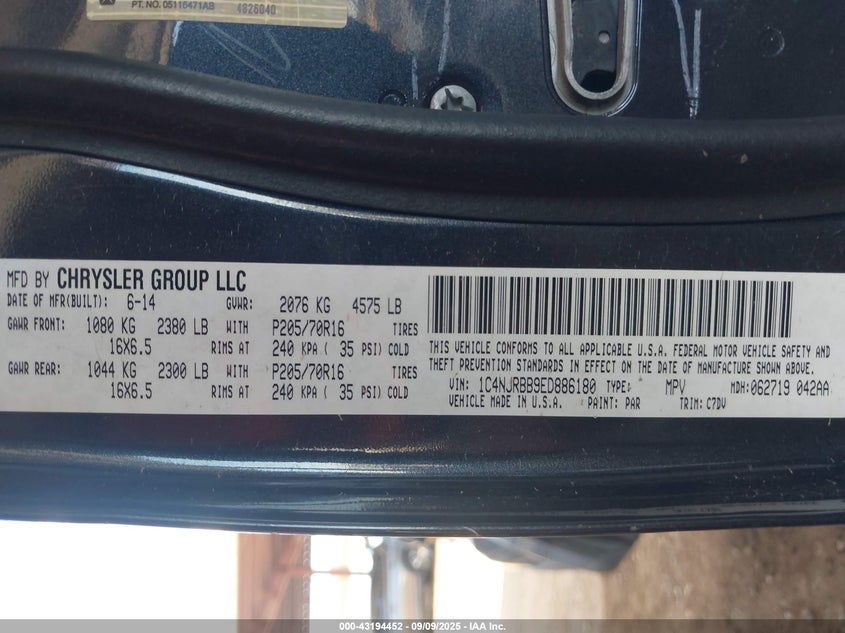 PT. NO. 05116471AB 4826040
MFD BY CHRYSLER GROUP LLC
DATE OF MFR(BUILT): 6-14 GVWR: 2076 KG 4575 LB
GAWR FRONT: 1080 KG 2380 LB WITH P205/70R16 TIRES
16X6.5 RIMS AT 240 KPA ( 35 PSI) COLD
GAWR REAR: 1044 KG 2300 LB WITH P205/70R16 TIRES
16X6.5 RIMS AT 240 KPA ( 35 PSI) COLD
THIS VEHICLE CONFORMS TO ALL APPLICABLE U.S.A. FEDERAL MOTOR VEHICLE SAFETY AND
THEFT PREVENTION STANDARDS IN EFFECT ON THE DATE OF MANUFACTURE SHOWN ABOVE.
VIN: 1C4NJRBB9ED886180 TYPE: MPV MDH: 062719 042AA
VEHICLE MADE IN U.S.A. PAINT: PAR TRIM: C7DV
000-43194452 - 09/09/2025 - IAA Inc.